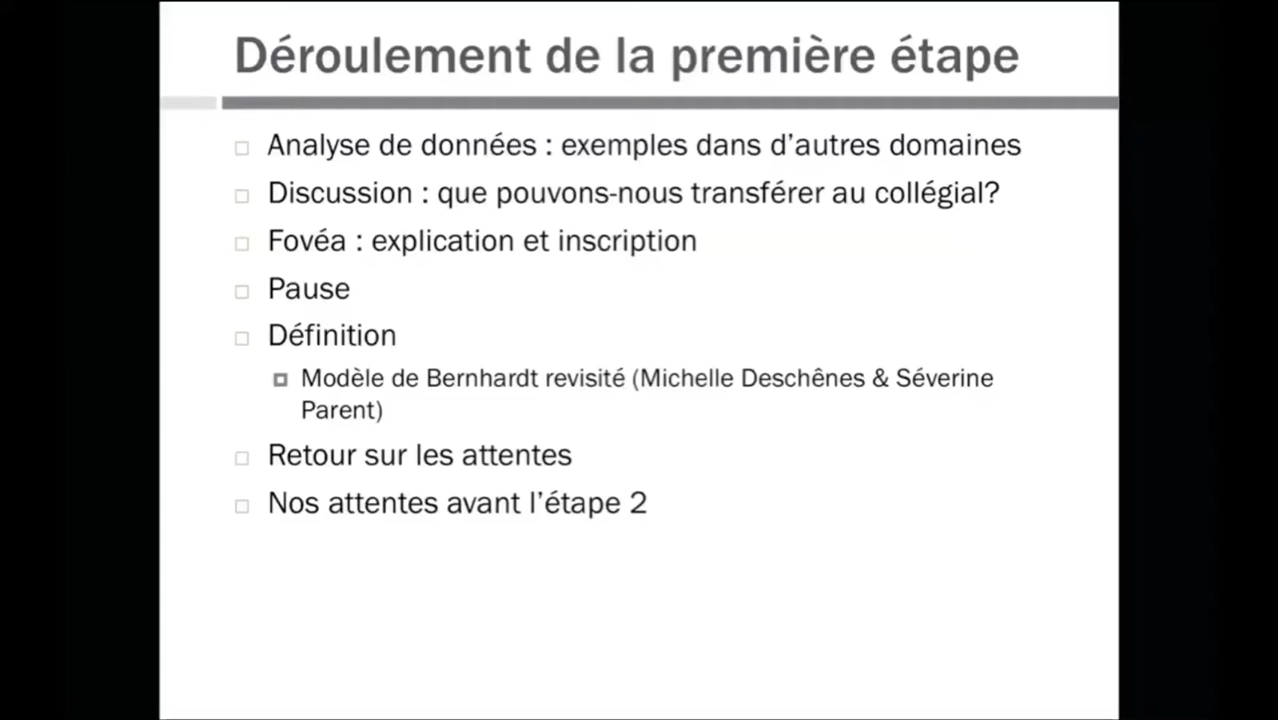 Déroulement de la première étape
Analyse de données : exemples dans d'autres domaines
Discussion : que pouvons-nous transférer au collégial?
Fovéa : explication et inscription
Pause
Définition
Modèle de Bernhardt revisité (Michelle Deschênes & Séverine
Parent)
Retour sur les attentes
Nos attentes avant l'étape 2